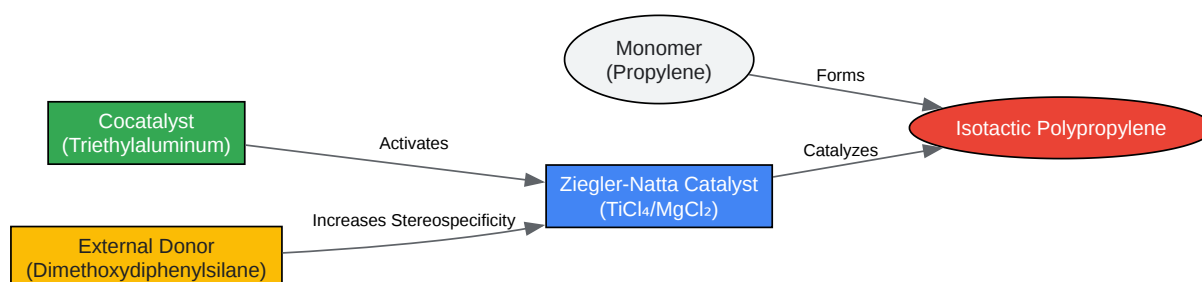 Monomer
(Propylene)
Forms
Cocatalyst
(Triethylaluminum)
Activates
Isotactic Polypropylene
Catalyzes
Ziegler-Natta Catalyst
(TiCl₄/MgCl₂)
Increases Stereospecificity
External Donor
(Dimethoxydiphenylsilane)